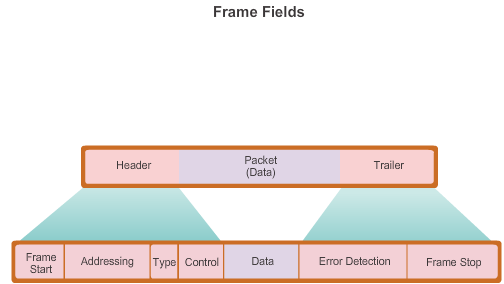 Frame Fields
Header
Packet
(Data)
Trailer
Frame
Start
Addressing
Type
Control
Data
Error Detection
Frame Stop